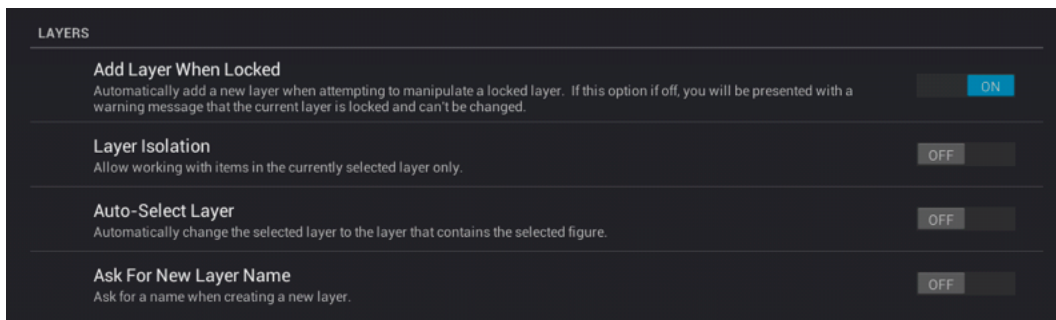 LAYERS
Add Layer When Locked
Automatically add a new layer when attempting to manipulate a locked layer.  If this option if off, you will be presented with a
warning message that the current layer is locked and can't be changed.
ON
Layer Isolation
Allow working with items in the currently selected layer only.
OFF
Auto-Select Layer
Automatically change the selected layer to the layer that contains the selected figure.
OFF
Ask For New Layer Name
Ask for a name when creating a new layer.
OFF